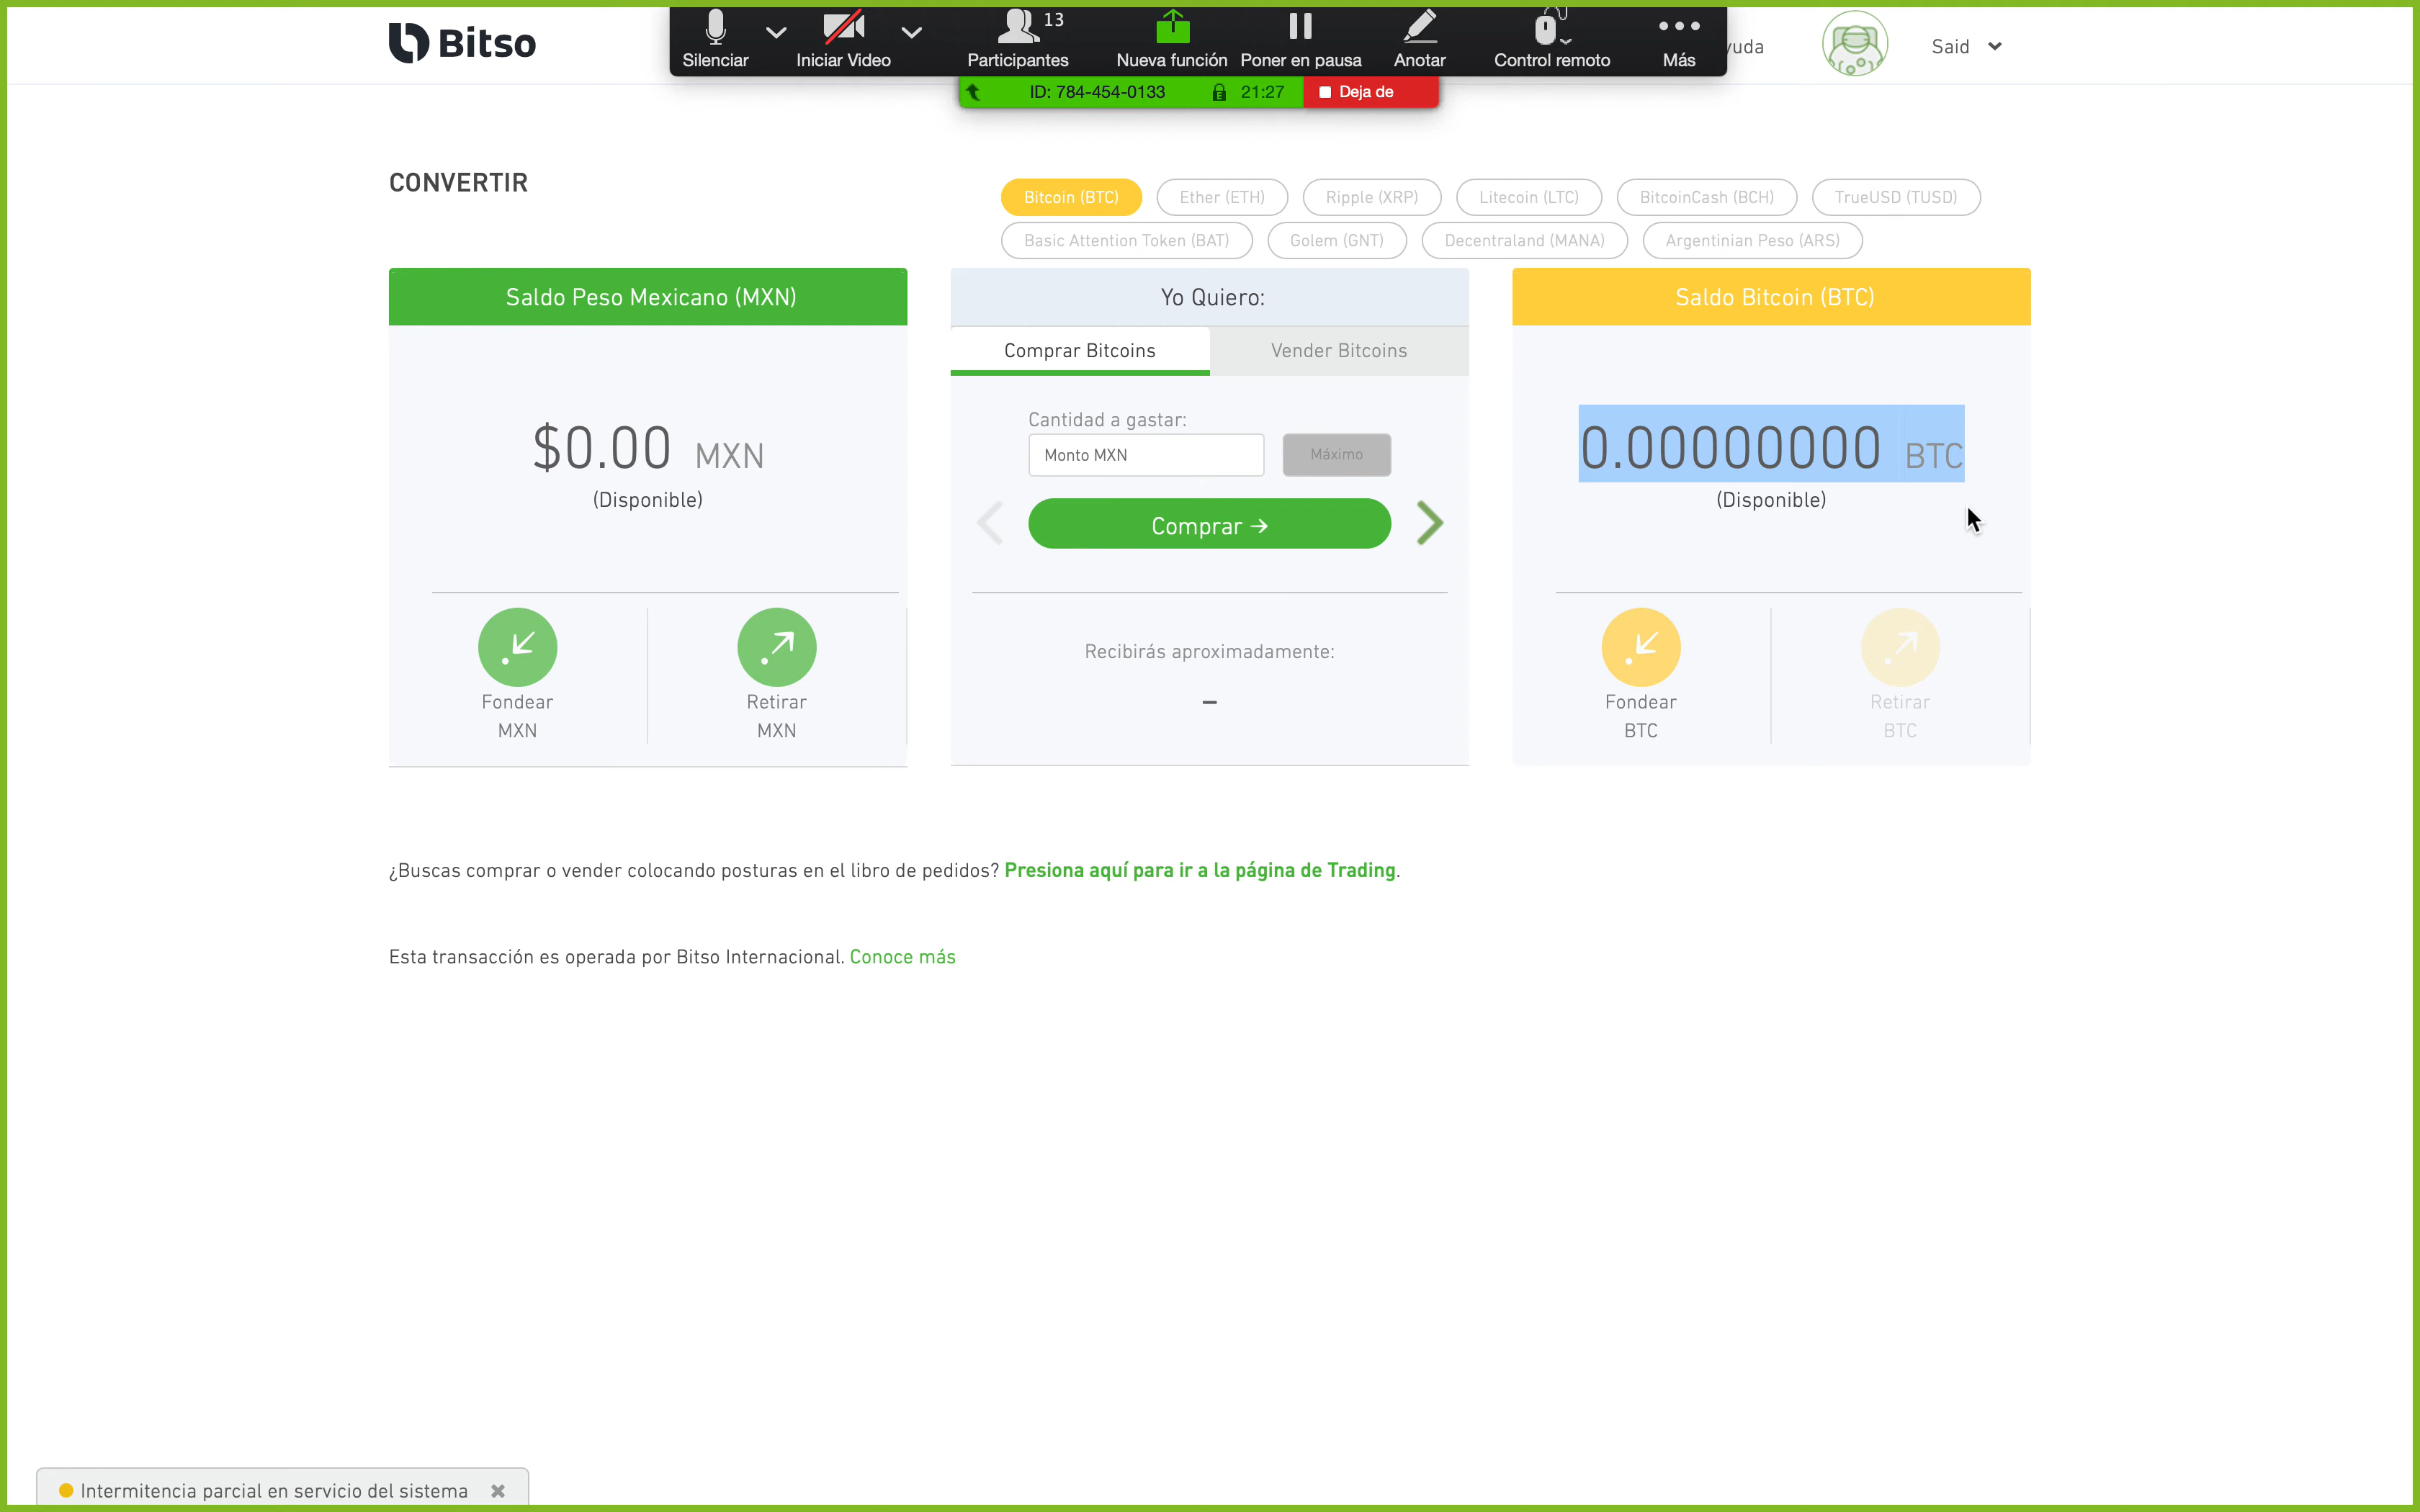 Bitso
Silenciar
Iniciar Video
Participantes
13
Nueva función
Poner en pausa
Anotar
Control remoto
Más
yuda
Said
ID: 784-454-0133
21:27
Deja de
CONVERTIR
Bitcoin (BTC)
Ether (ETH)
Ripple (XRP)
Litecoin (LTC)
BitcoinCash (BCH)
TrueUSD (TUSD)
Basic Attention Token (BAT)
Golem (GNT)
Decentraland (MANA)
Argentinian Peso (ARS)
Saldo Peso Mexicano (MXN)
$0.00 MXN
(Disponible)
Fondear
MXN
Retirar
MXN
Yo Quiero:
Comprar Bitcoins
Vender Bitcoins
Cantidad a gastar:
Monto MXN
Máximo
Comprar →
Recibirás aproximadamente:
–
Saldo Bitcoin (BTC)
0.00000000 BTC
(Disponible)
Fondear
BTC
Retirar
BTC
¿Buscas comprar o vender colocando posturas en el libro de pedidos? Presiona aquí para ir a la página de Trading.
Esta transacción es operada por Bitso Internacional. Conoce más
Intermitencia parcial en servicio del sistema